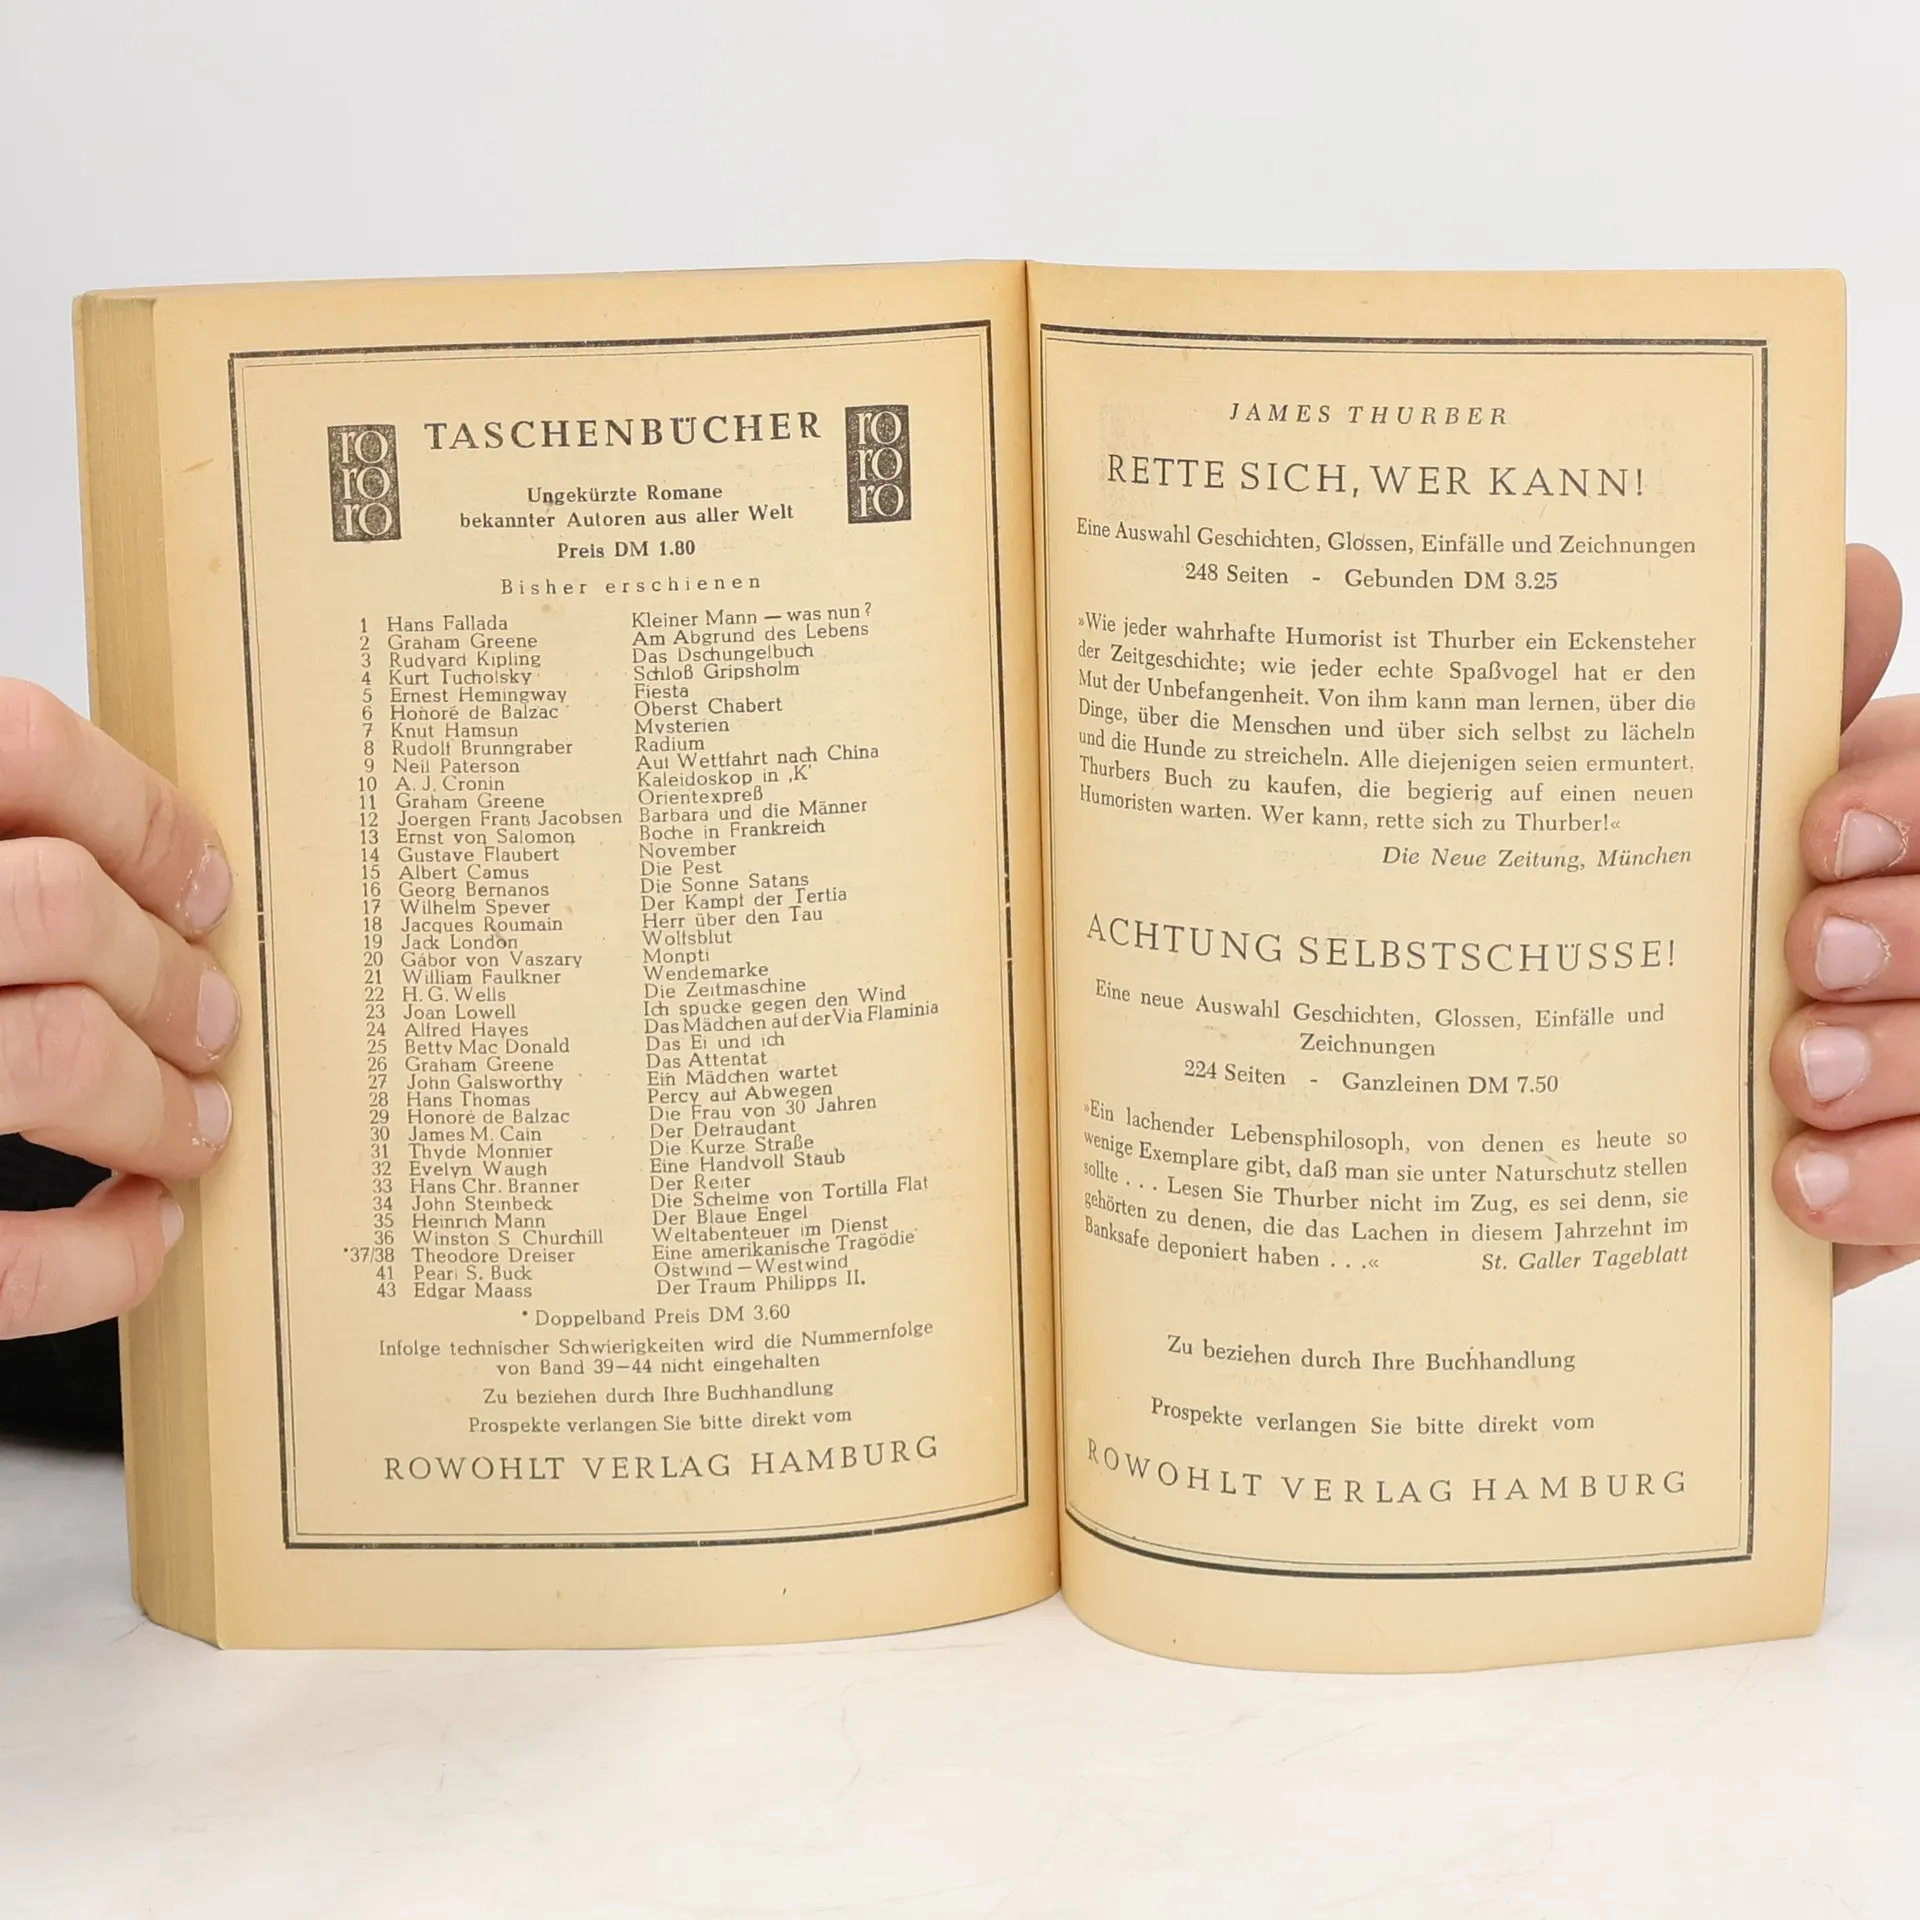 ro
ro
ro
TASCHENBÜCHER
ro
ro
ro
Ungekürzte Romane
bekannter Autoren aus aller Welt
Preis DM 1.80
Bisher erschienen
1 Hans Fallada Kleiner Mann — was nun?
2 Graham Greene Am Abgrund des Lebens
3 Rudyard Kipling Das Dschungelbuch
4 Kurt Tucholsky Schloß Gripsholm
5 Ernest Hemingway Fiesta
6 Honoré de Balzac Oberst Chabert
7 Knut Hamsun Mysterien
8 Rudolf Brunngraber Radium
9 Neil Paterson Auf Wettfahrt nach China
10 A. J. Cronin Kaleidoskop in ‚K‘
11 Graham Greene Orientexpreß
12 Joergen Frantz Jacobsen Barbara und die Männer
13 Ernst von Salomon Boche in Frankreich
14 Gustave Flaubert November
15 Albert Camus Die Pest
16 Georg Bernanos Die Sonne Satans
17 Wilhelm Speyer Der Kampf der Tertia
18 Jacques Roumain Herr über den Tau
19 Jack London Wolfsblut
20 Gábor von Vaszary Monpti
21 William Faulkner Wendemarke
22 H. G. Wells Die Zeitmaschine
23 Joan Lowell Ich spucke gegen den Wind
24 Alfred Hayes Das Mädchen auf der Via Flaminia
25 Betty Mac Donald Das Ei und ich
26 Graham Greene Das Attentat
27 John Galsworthy Ein Mädchen wartet
28 Hans Thomas Percy auf Abwegen
29 Honoré de Balzac Die Frau von 30 Jahren
30 James M. Cain Der Defraudant
31 Thyde Monnier Die Kurze Straße
32 Evelyn Waugh Eine Handvoll Staub
33 Hans Chr. Branner Der Reiter
34 John Steinbeck Die Schelme von Tortilla Flat
35 Heinrich Mann Der Blaue Engel
36 Winston S. Churchill Weltabenteuer im Dienst
*37/38 Theodore Dreiser Eine amerikanische Tragödie
41 Pearl S. Buck Ostwind — Westwind
43 Edgar Maass Der Traum Philipps II.
* Doppelband Preis DM 3.60
Infolge technischer Schwierigkeiten wird die Nummernfolge
von Band 39—44 nicht eingehalten
Zu beziehen durch Ihre Buchhandlung
Prospekte verlangen Sie bitte direkt vom
ROWOHLT VERLAG HAMBURG
JAMES THURBER
RETTE SICH, WER KANN!
Eine Auswahl Geschichten, Glossen, Einfälle und Zeichnungen
248 Seiten - Gebunden DM 3.25
»Wie jeder wahrhafte Humorist ist Thurber ein Eckensteher
der Zeitgeschichte; wie jeder echte Spaßvogel hat er den
Mut der Unbefangenheit. Von ihm kann man lernen, über die
Dinge, über die Menschen und über sich selbst zu lächeln
und die Hunde zu streicheln. Alle diejenigen seien ermuntert,
Thurbers Buch zu kaufen, die begierig auf einen neuen
Humoristen warten. Wer kann, rette sich zu Thurber!«
Die Neue Zeitung, München
ACHTUNG SELBSTSCHÜSSE!
Eine neue Auswahl Geschichten, Glossen, Einfälle und
Zeichnungen
224 Seiten - Ganzleinen DM 7.50
»Ein lachender Lebensphilosoph, von denen es heute so
wenige Exemplare gibt, daß man sie unter Naturschutz stellen
sollte . . . Lesen Sie Thurber nicht im Zug, es sei denn, sie
gehörten zu denen, die das Lachen in diesem Jahrzehnt im
Banksafe deponiert haben . . .« St. Galler Tageblatt
Zu beziehen durch Ihre Buchhandlung
Prospekte verlangen Sie bitte direkt vom
ROWOHLT VERLAG HAMBURG